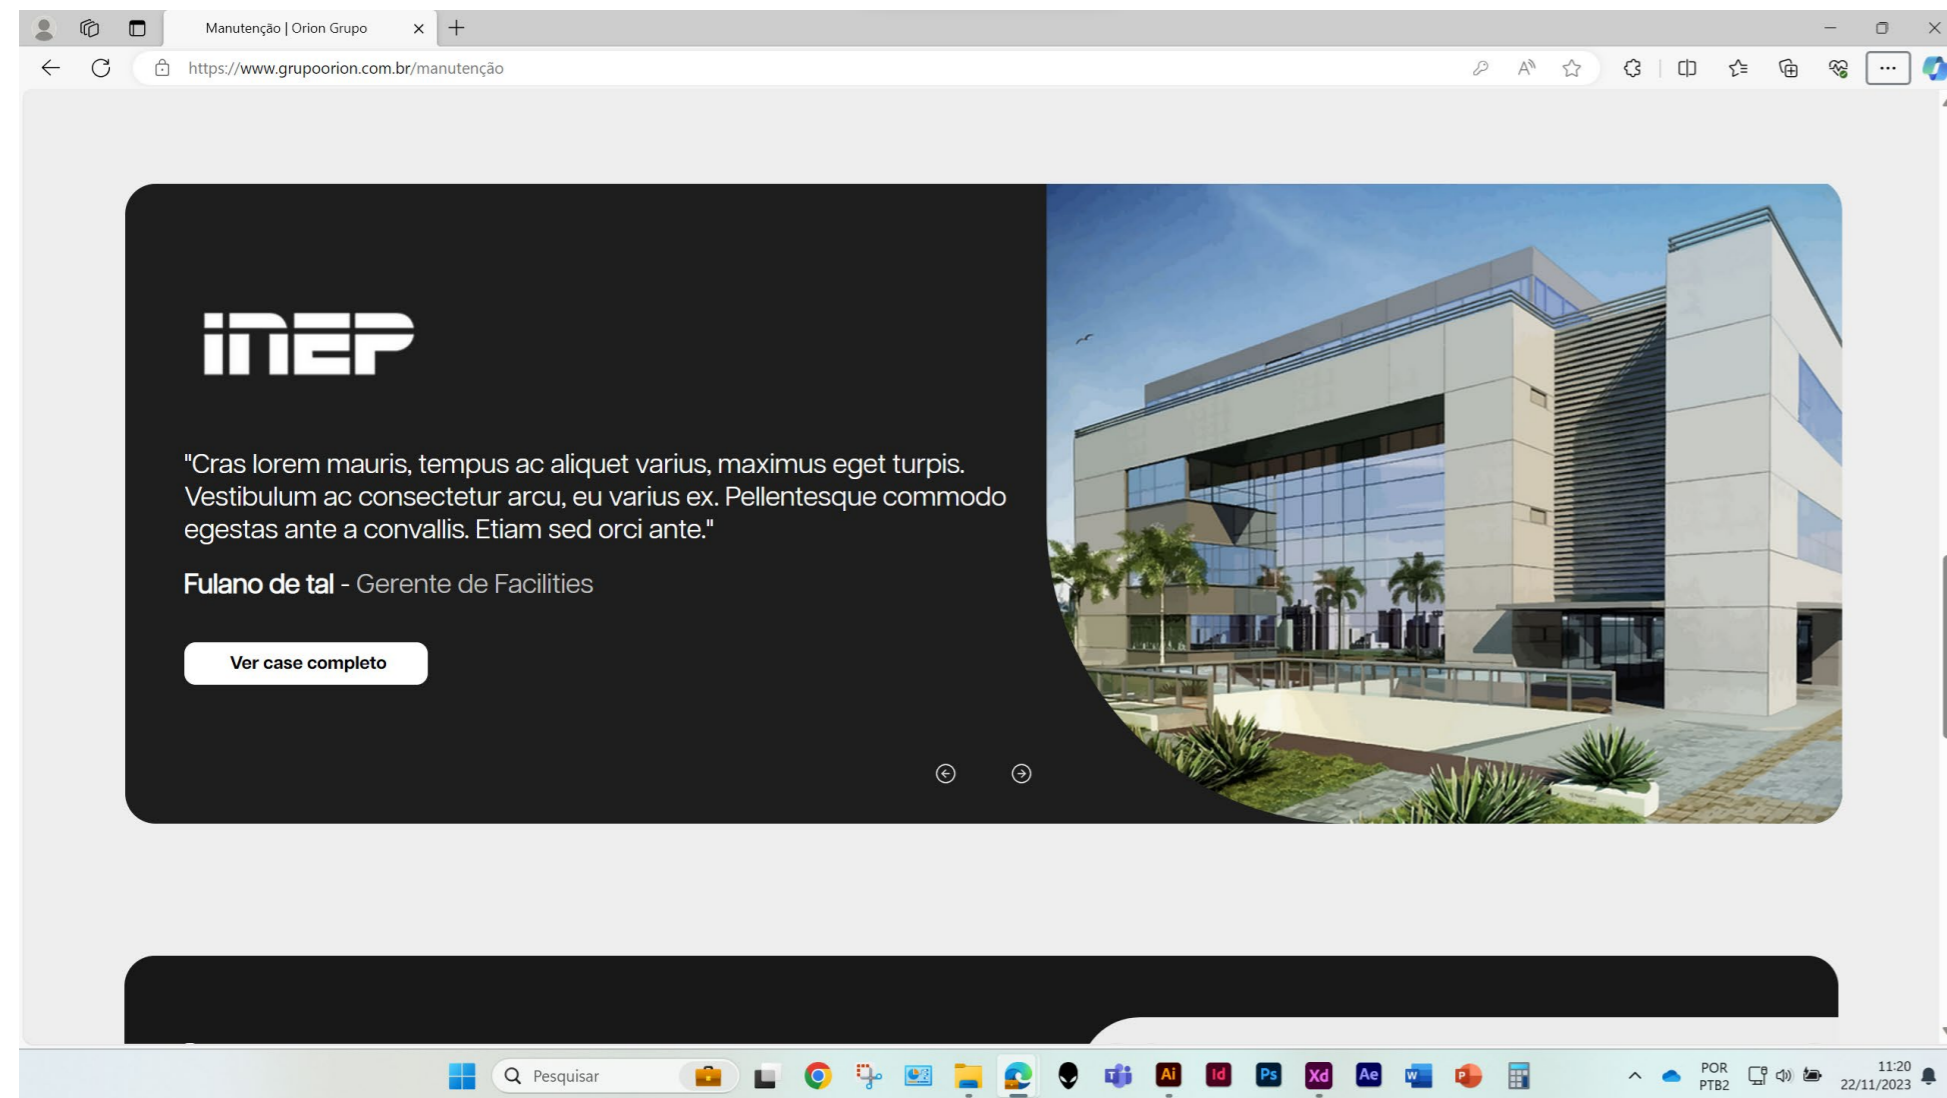 Manutenção | Orion Grupo
https://www.grupoorion.com.br/manutenção
inep
"Cras lorem mauris, tempus ac aliquet varius, maximus eget turpis.
Vestibulum ac consectetur arcu, eu varius ex. Pellentesque commodo
egestas ante a convallis. Etiam sed orci ante."
Fulano de tal - Gerente de Facilities
Ver case completo
Pesquisar
Ai
Id
Ps
Xd
Ae
POR
PTB2
11:20
22/11/2023